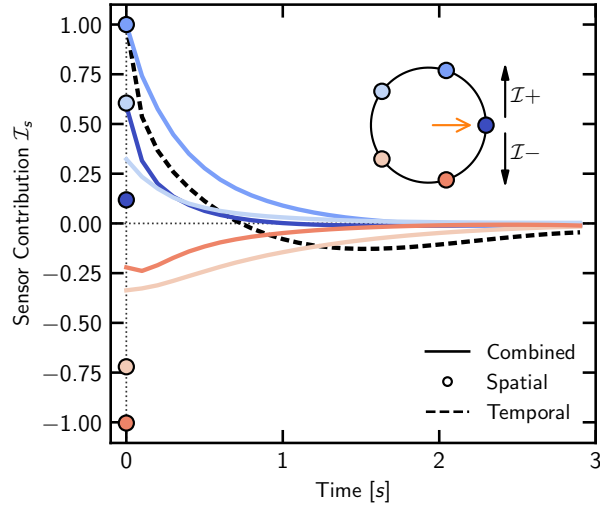 1.00
0.75
0.50
0.25
0.00
−0.25
−0.50
−0.75
−1.00
Sensor Contribution 𝓘ₛ
𝓘+
𝓘−
Combined
Spatial
Temporal
0 1 2 3
Time [s]